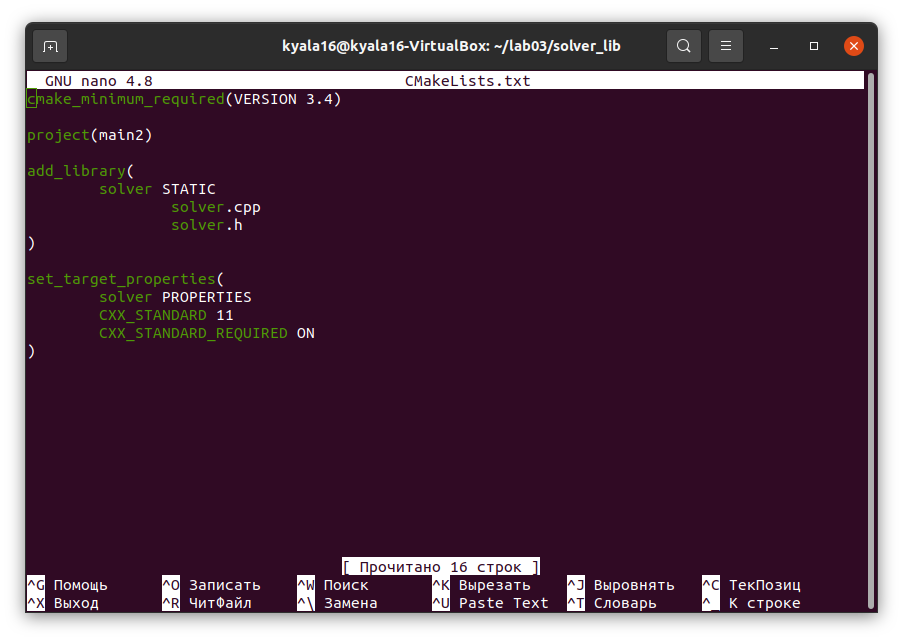 kyala16@kyala16-VirtualBox: ~/lab03/solver_lib
GNU nano 4.8 CMakeLists.txt
cmake_minimum_required(VERSION 3.4)
project(main2)
add_library(
solver STATIC
solver.cpp
solver.h
)
set_target_properties(
solver PROPERTIES
CXX_STANDARD 11
CXX_STANDARD_REQUIRED ON
)
[ Прочитано 16 строк ]
^G Помощь ^O Записать ^W Поиск ^K Вырезать ^J Выровнять ^C ТекПозиц
^X Выход ^R ЧитФайл ^\ Замена ^U Paste Text ^T Словарь ^_ К строке